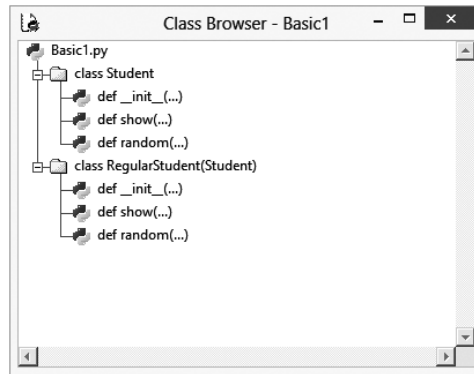 Class Browser - Basic1
Basic1.py
class Student
def __init__(...)
def show(...)
def random(...)
class RegularStudent(Student)
def __init__(...)
def show(...)
def random(...)